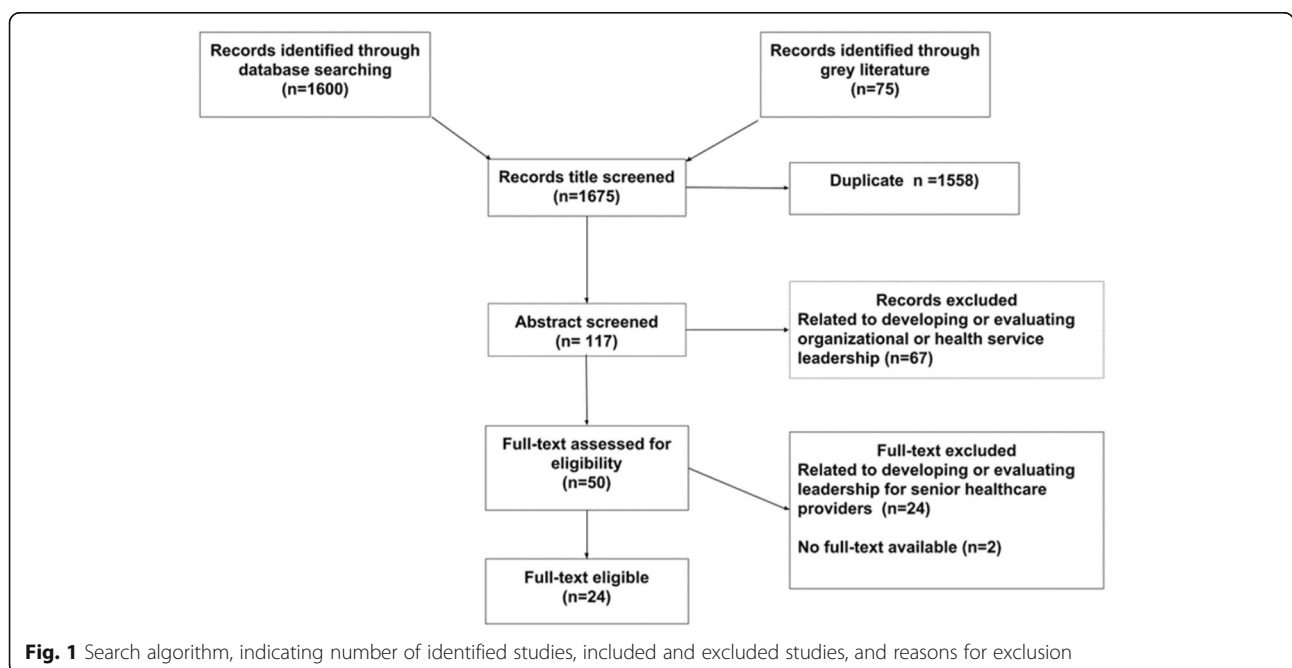 Records identified through
database searching
(n=1600)
Records identified through
grey literature
(n=75)
Records title screened
(n=1675)
Duplicate n =1558)
Abstract screened
(n= 117)
Records excluded
Related to developing or evaluating
organizational or health service
leadership (n=67)
Full-text assessed for
eligibility
(n=50)
Full-text excluded
Related to developing or evaluating
leadership for senior healthcare
providers (n=24)
No full-text available (n=2)
Full-text eligible
(n=24)
Fig. 1 Search algorithm, indicating number of identified studies, included and excluded studies, and reasons for exclusion